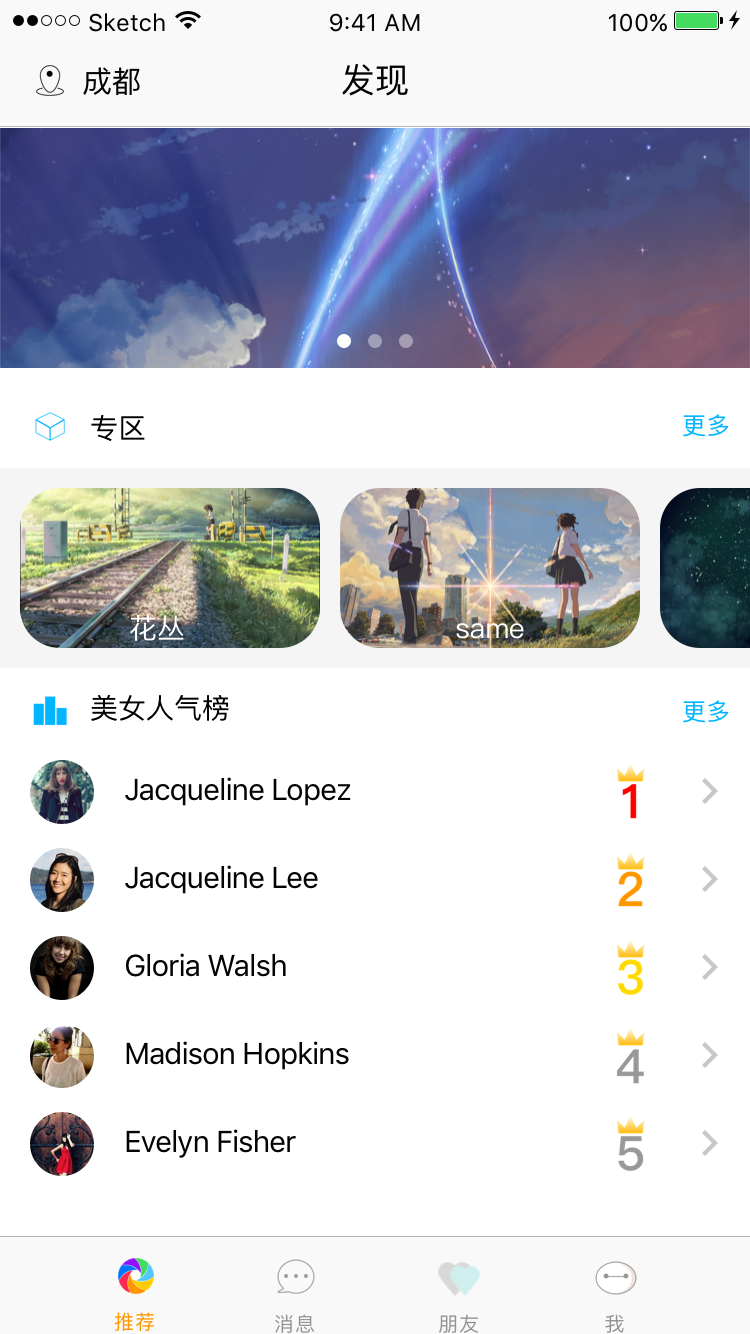 Sketch 9:41 AM 100%
成都 发现
专区 更多
花丛 same
美女人气榜 更多
Jacqueline Lopez 1
Jacqueline Lee 2
Gloria Walsh 3
Madison Hopkins 4
Evelyn Fisher 5
推荐 消息 朋友 我